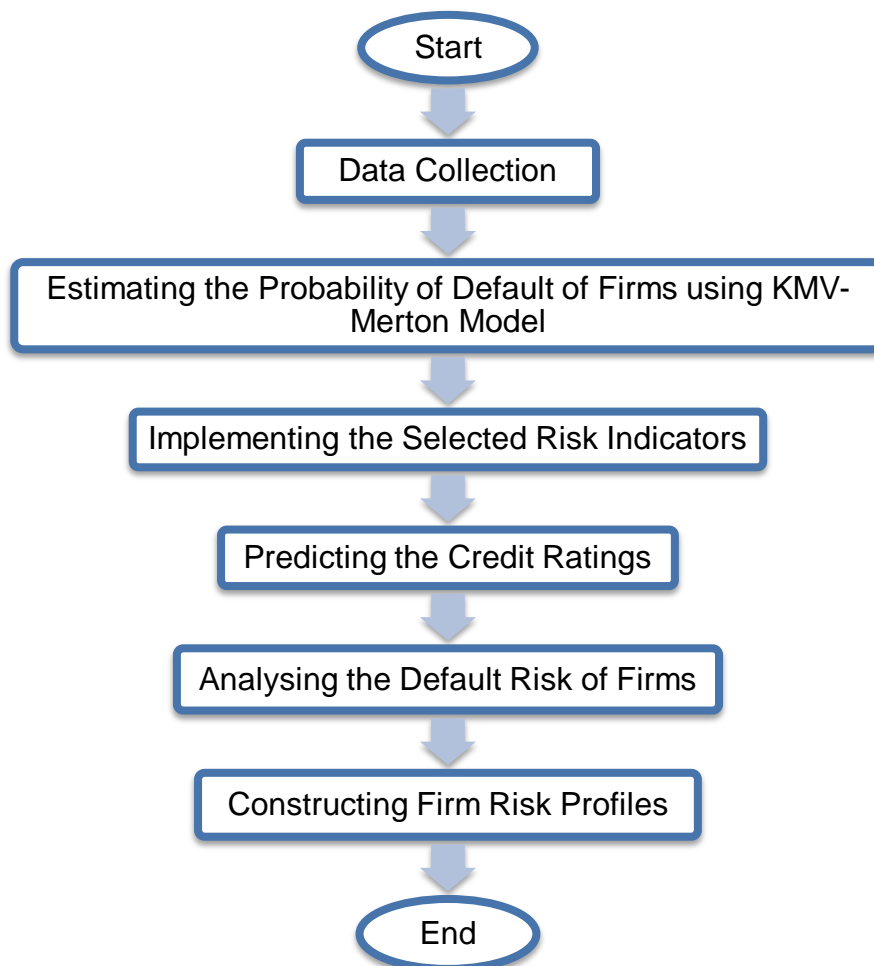 Start
Data Collection
Estimating the Probability of Default of Firms using KMV-
Merton Model
Implementing the Selected Risk Indicators
Predicting the Credit Ratings
Analysing the Default Risk of Firms
Constructing Firm Risk Profiles
End